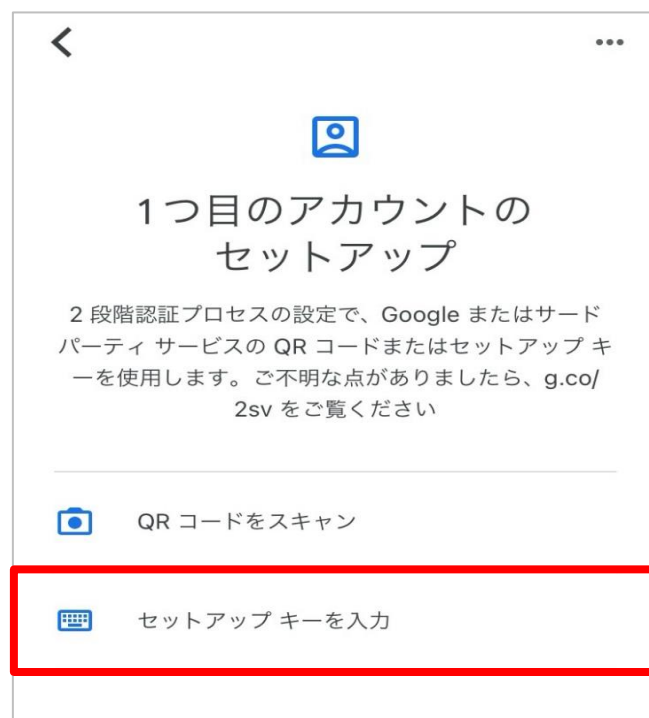 1つ目のアカウントの
セットアップ
2 段階認証プロセスの設定で、Google またはサード
パーティ サービスの QR コードまたはセットアップ キ
ーを使用します。ご不明な点がありましたら、g.co/
2sv をご覧ください
QR コードをスキャン
セットアップ キーを入力